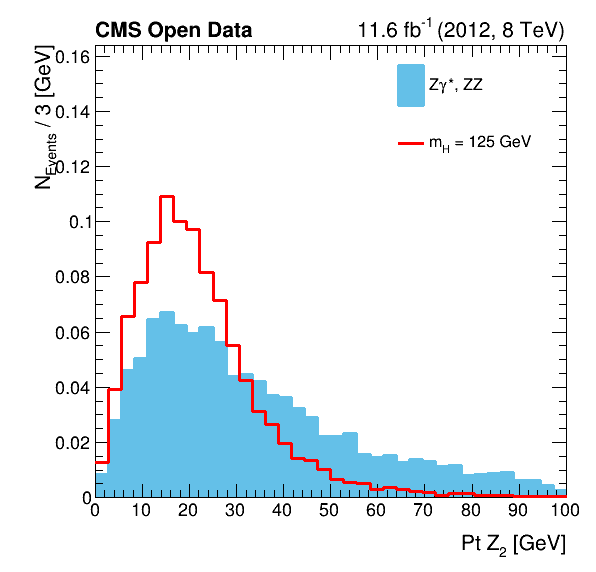 CMS Open Data 11.6 fb⁻¹ (2012, 8 TeV)
N_Events / 3 [GeV]
0.16
0.14
0.12
0.1
0.08
0.06
0.04
0.02
0
Zγ*, ZZ
m_H = 125 GeV
0 10 20 30 40 50 60 70 80 90 100
Pt Z₂ [GeV]